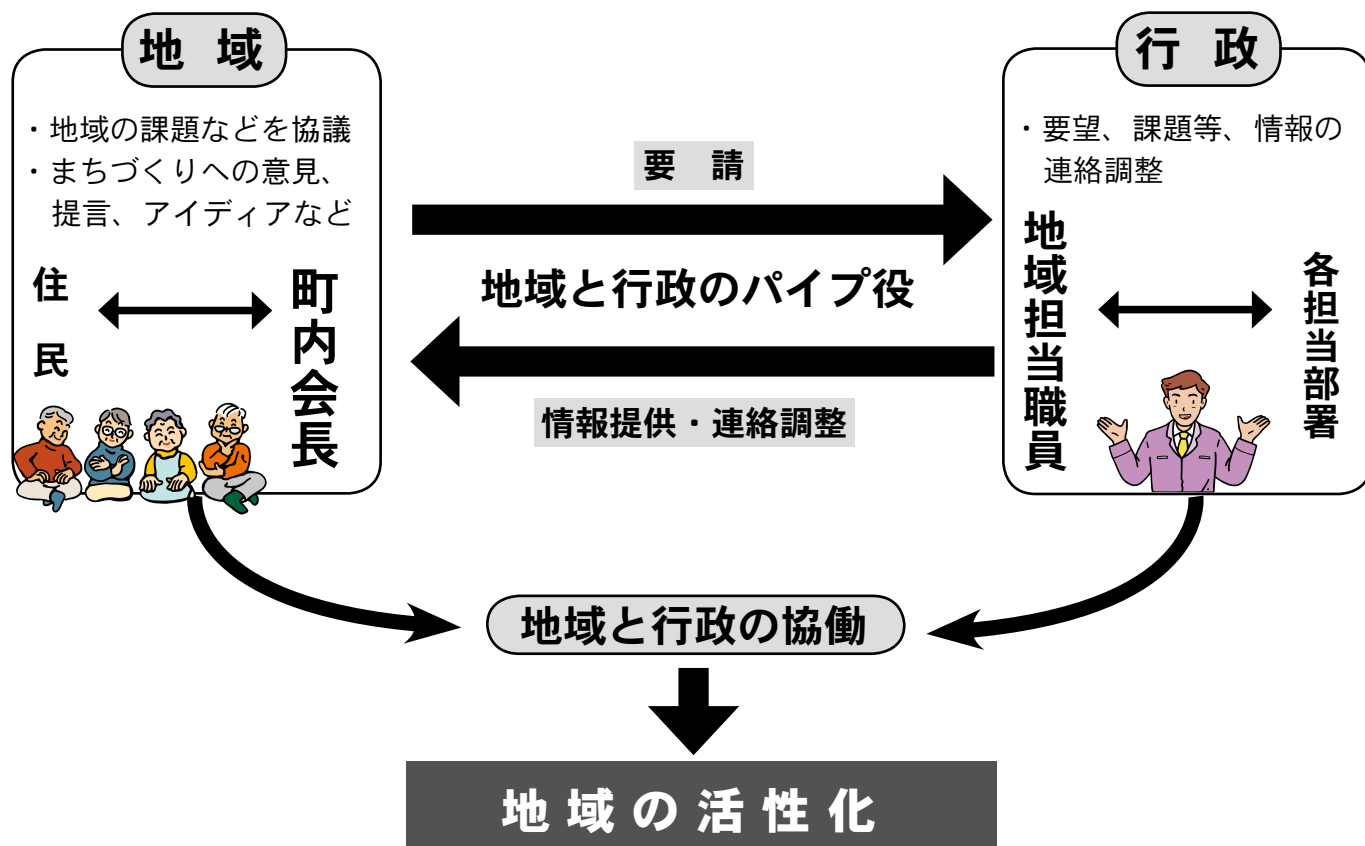 地域
・地域の課題などを協議
・まちづくりへの意見、
提言、アイディアなど
住民
町内会長
要請
地域と行政のパイプ役
情報提供・連絡調整
行政
・要望、課題等、情報の
連絡調整
地域担当職員
各担当部署
地域と行政の協働
地域の活性化